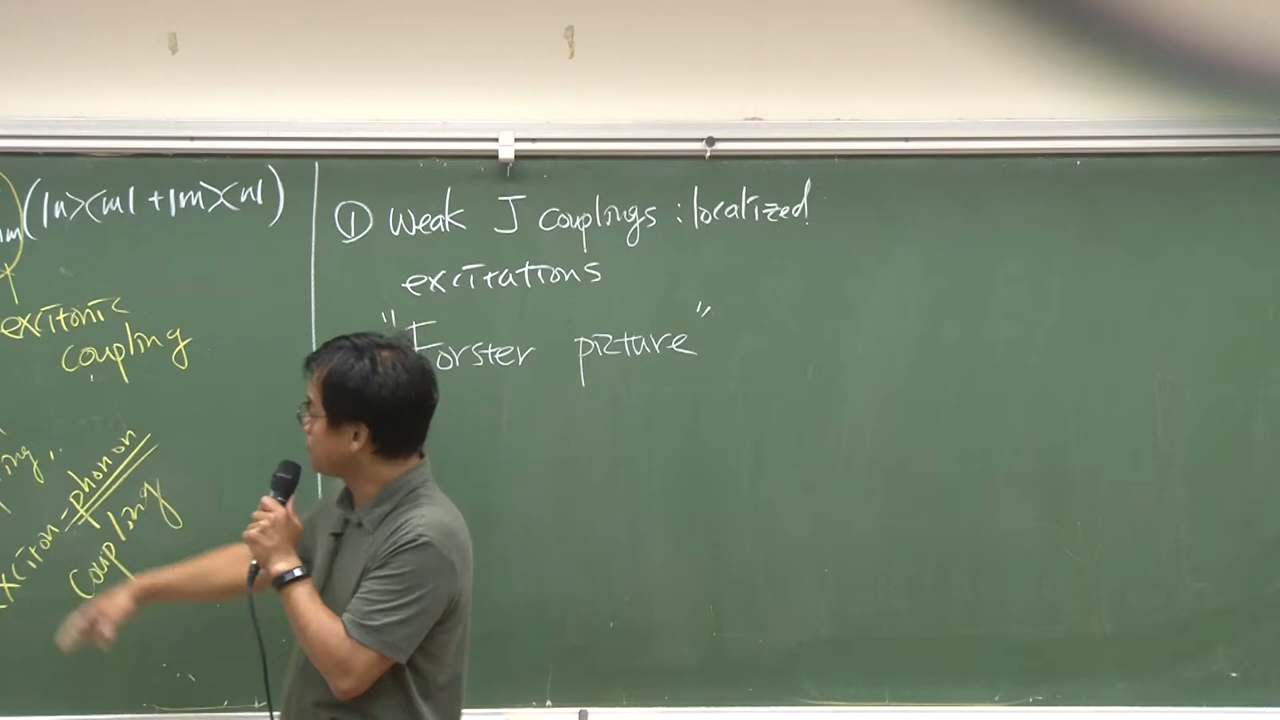 (|n><m| + |m><n|)
excitonic
coupling
exciton-phonon
coupling
① Weak J couplings : localized
excitations
"Forster picture"